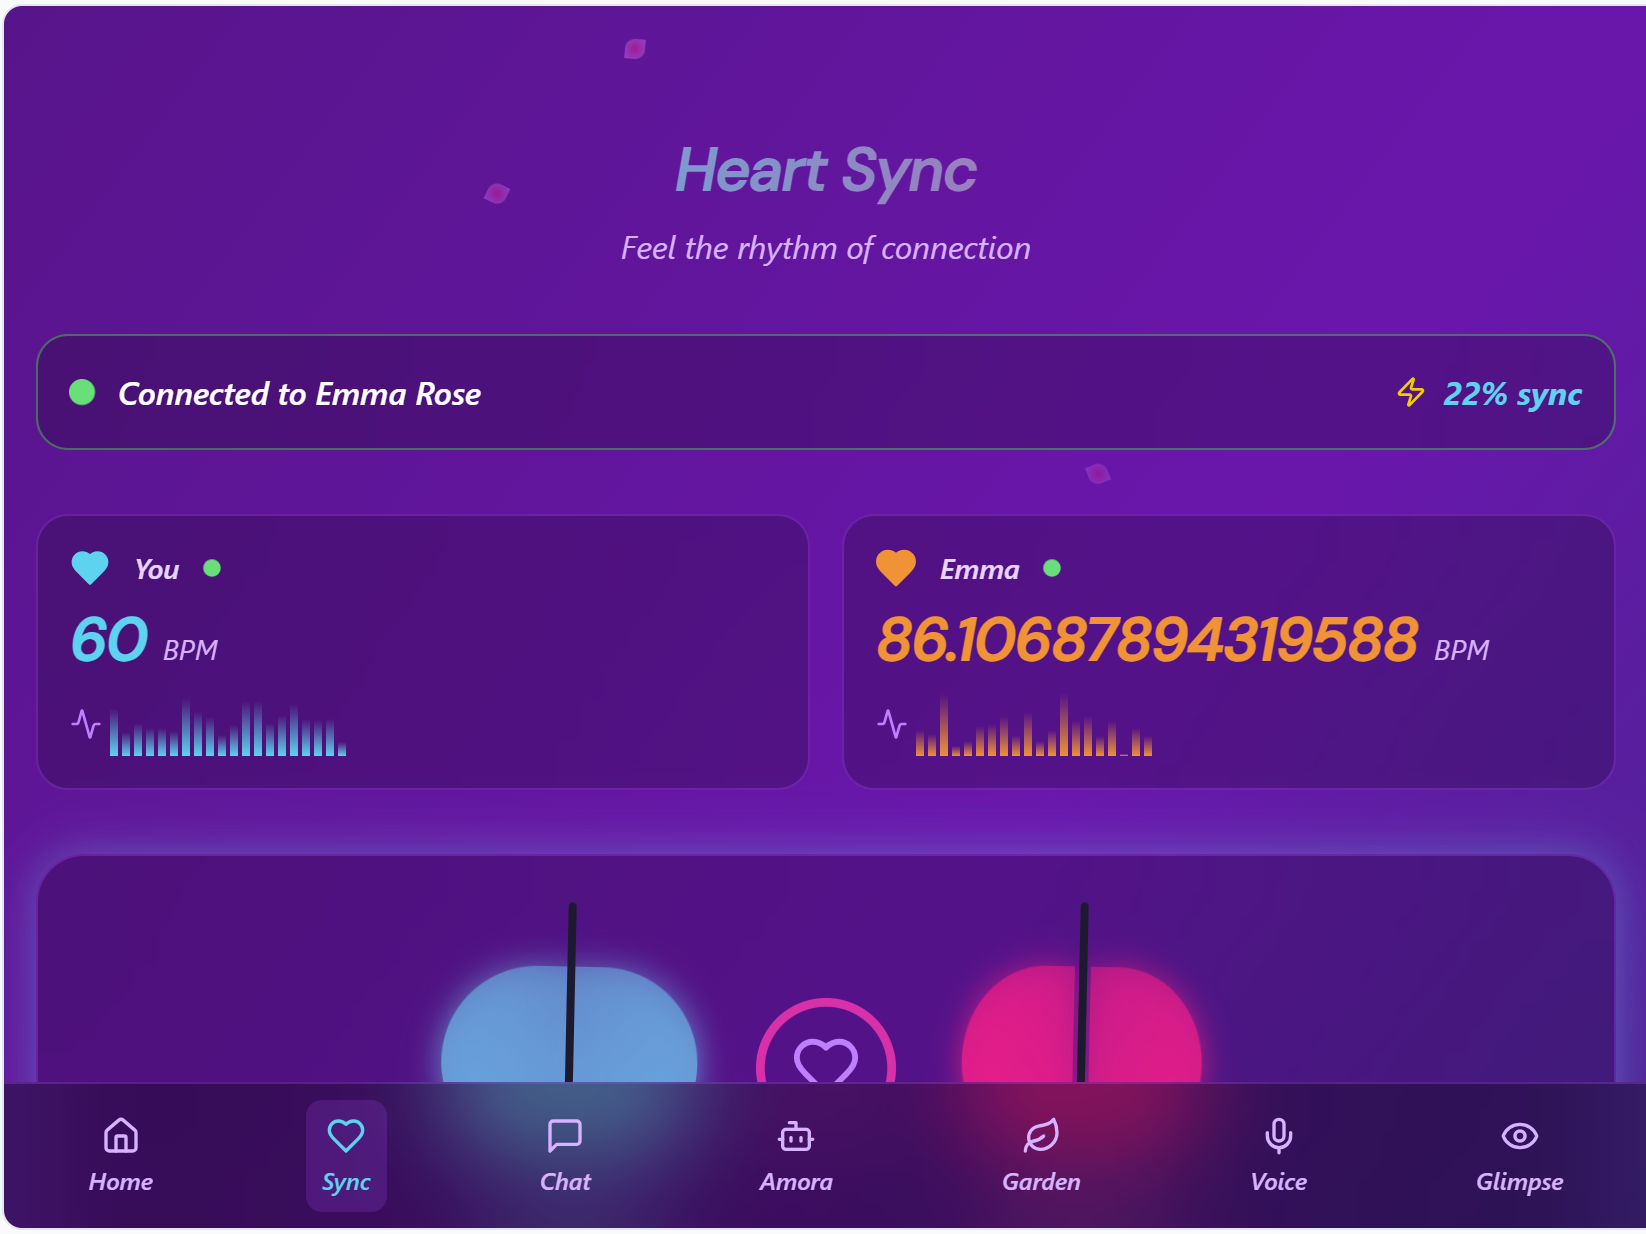 Heart Sync
Feel the rhythm of connection
Connected to Emma Rose
22% sync
You
60 BPM
Emma
86.10687894319588 BPM
Home
Sync
Chat
Amora
Garden
Voice
Glimpse